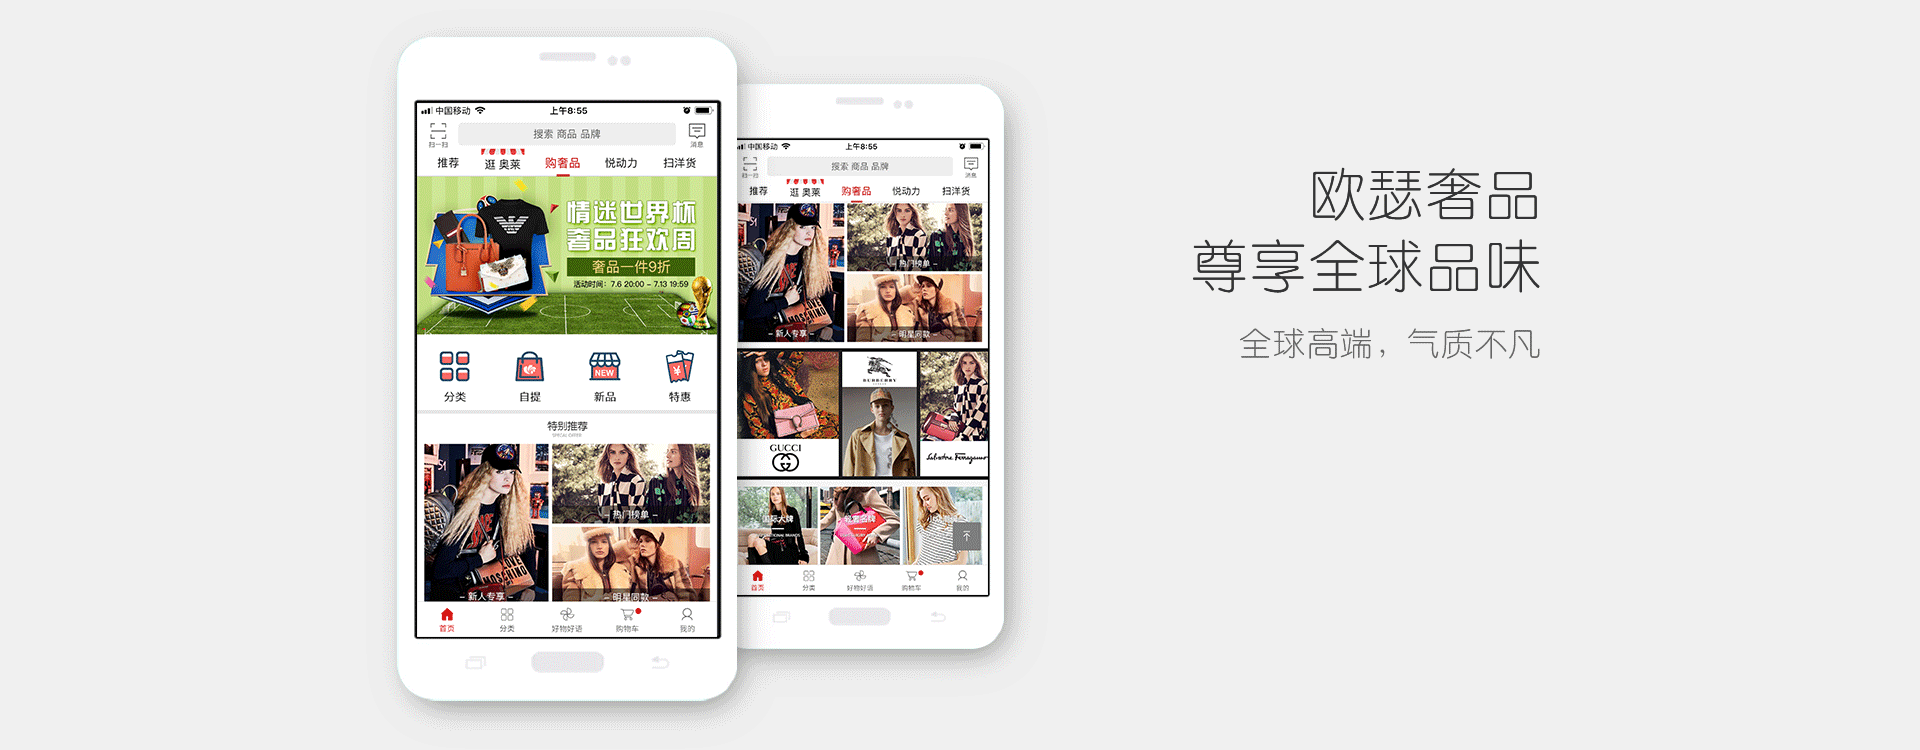 中国移动
上午8:55
扫一扫
搜索 商品 品牌
消息
推荐
逛 奥莱
购奢品
悦动力
扫洋货
情迷世界杯
奢品狂欢周
奢品一件9折
活动时间：7.6 20:00 - 7.13 19:59
分类
自提
NEW
新品
特惠
特别推荐
SPECIAL OFFER
LOVE
MOSCHINO
- 新人专享 -
- 热门榜单 -
- 明星同款 -
首页
分类
好物好语
购物车
我的
中国移动
上午8:55
扫一扫
搜索 商品 品牌
消息
推荐
逛 奥莱
购奢品
悦动力
扫洋货
MOSCHINO
- 新人专享 -
- 热门榜单 -
- 明星同款 -
GUCCI
BURBERRY
Salvatore Ferragamo
国际大牌
首页
分类
好物好语
购物车
我的
欧瑟奢品
尊享全球品味
全球高端，气质不凡